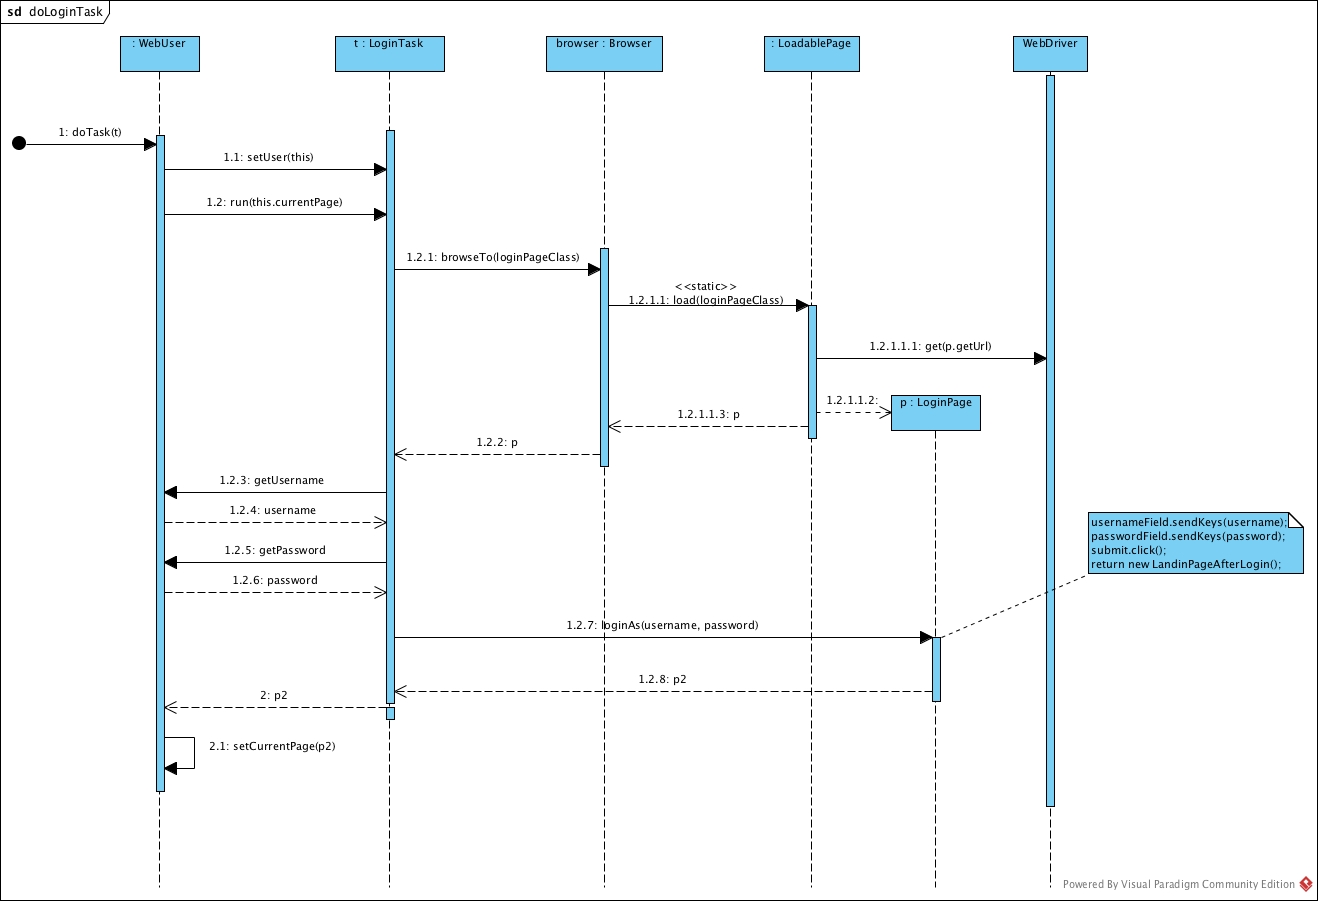 sd doLoginTask
: WebUser
t : LoginTask
browser : Browser
: LoadablePage
WebDriver
1: doTask(t)
1.1: setUser(this)
1.2: run(this.currentPage)
1.2.1: browseTo(loginPageClass)
<<static>>
1.2.1.1: load(loginPageClass)
1.2.1.1.1: get(p.getUrl)
1.2.1.1.2:
p : LoginPage
1.2.1.1.3: p
1.2.2: p
1.2.3: getUsername
1.2.4: username
1.2.5: getPassword
1.2.6: password
usernameField.sendKeys(username);
passwordField.sendKeys(password);
submit.click();
return new LandinPageAfterLogin();
1.2.7: loginAs(username, password)
1.2.8: p2
2: p2
2.1: setCurrentPage(p2)
Powered By Visual Paradigm Community Edition